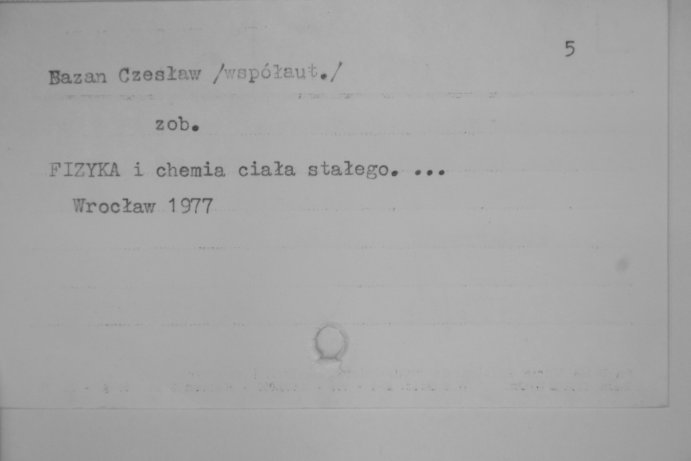 5
Bazan Czesław /współaut./
zob.
FIZYKA i chemia ciała stałego. ...
Wrocław 1977